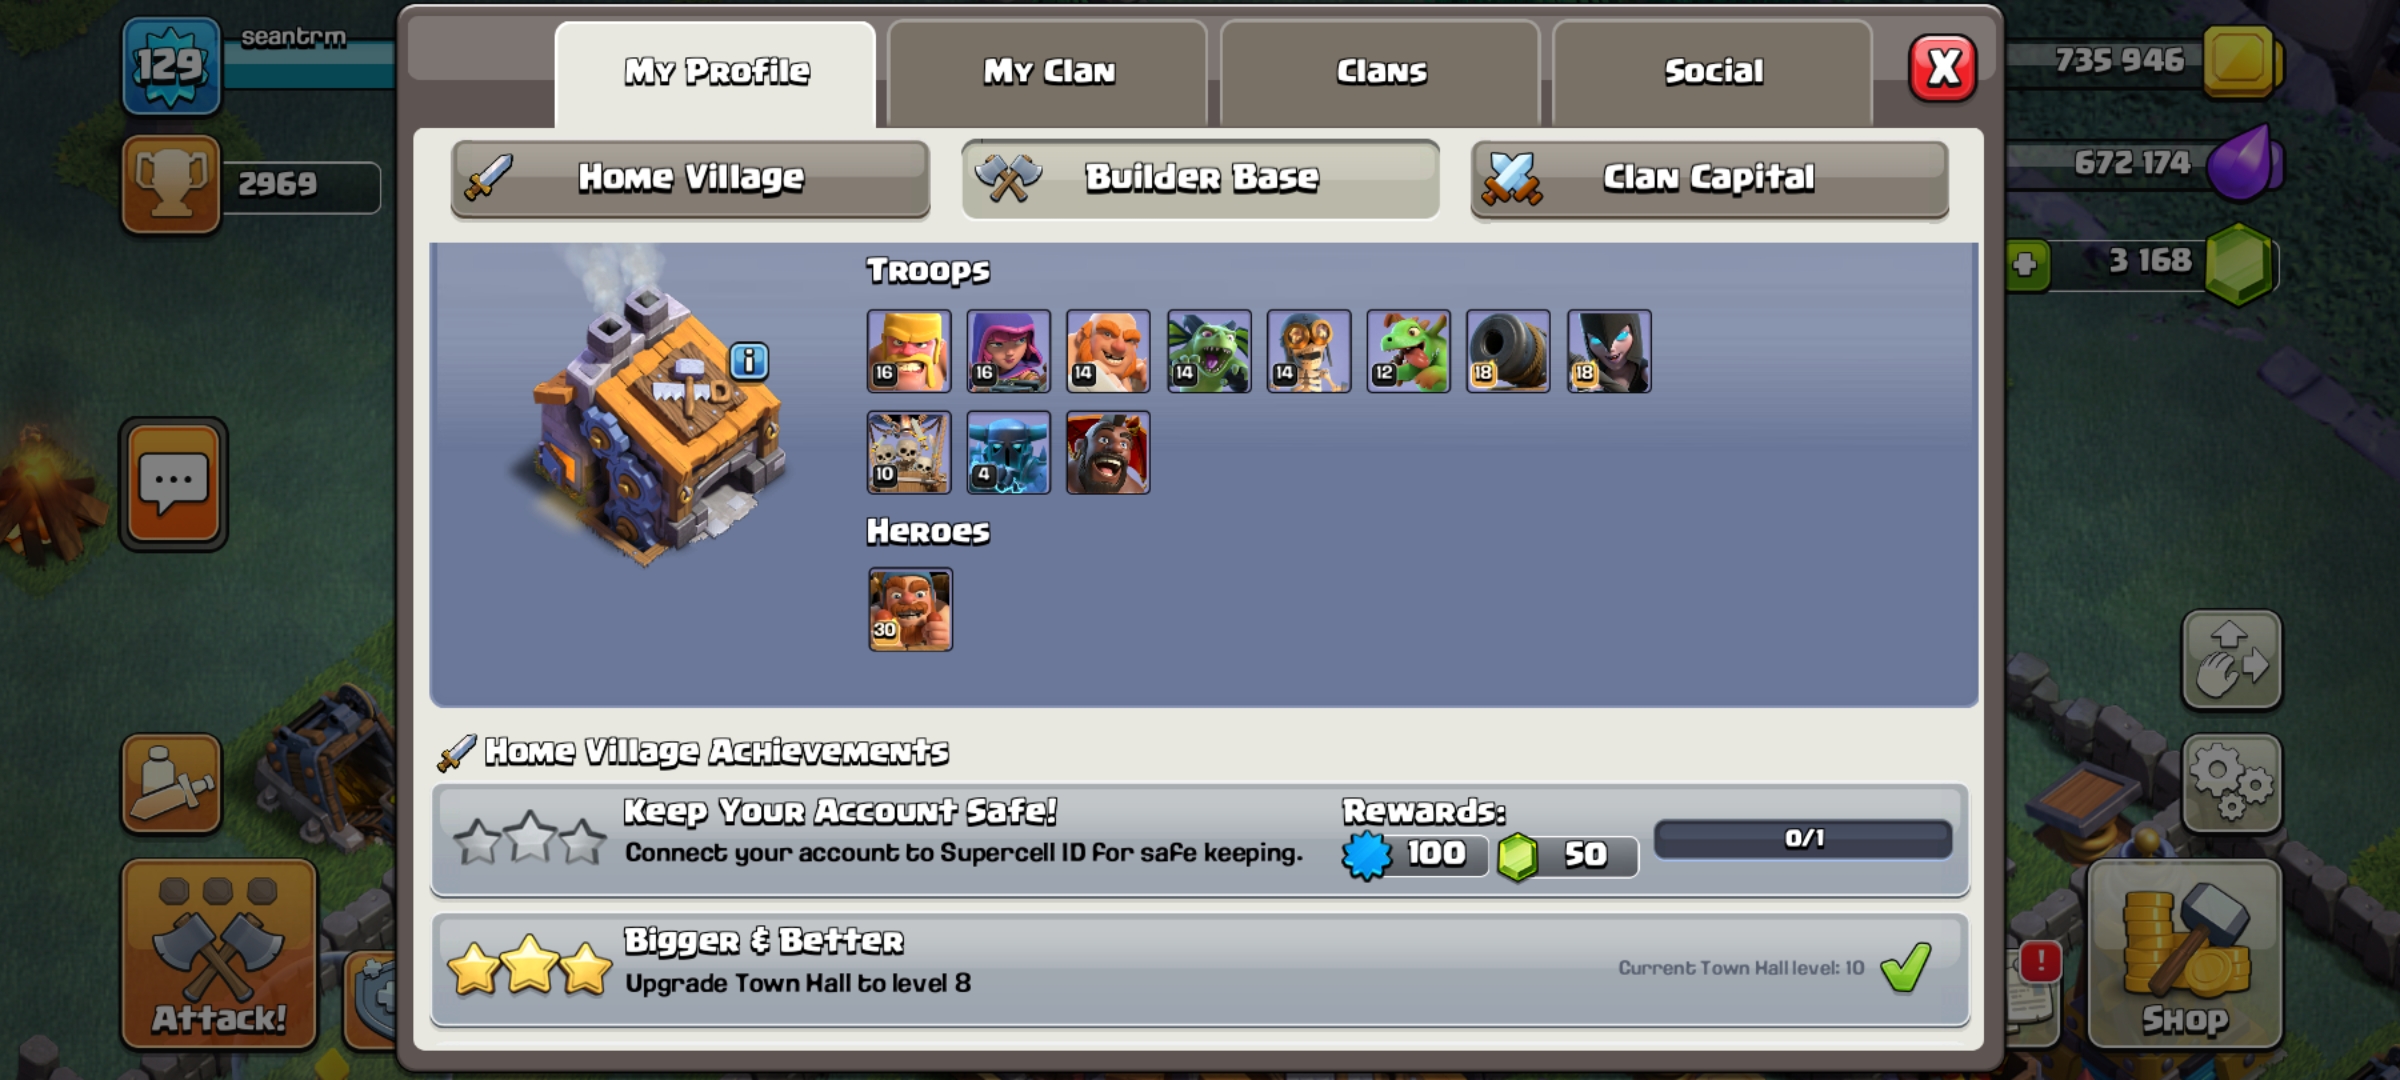 129
seantrm
2969
My Profile
My Clan
Clans
Social
X
735 946
672 174
3 168
Home Village
Builder Base
Clan Capital
Troops
16 16 14 14 14 12 18 18
10 4
Heroes
30
i
Home Village Achievements
Keep Your Account Safe!
Connect your account to Supercell ID for safe keeping.
Rewards:
100 50
0/1
Bigger & Better
Upgrade Town Hall to level 8
Current Town Hall level: 10
Attack!
!
Shop